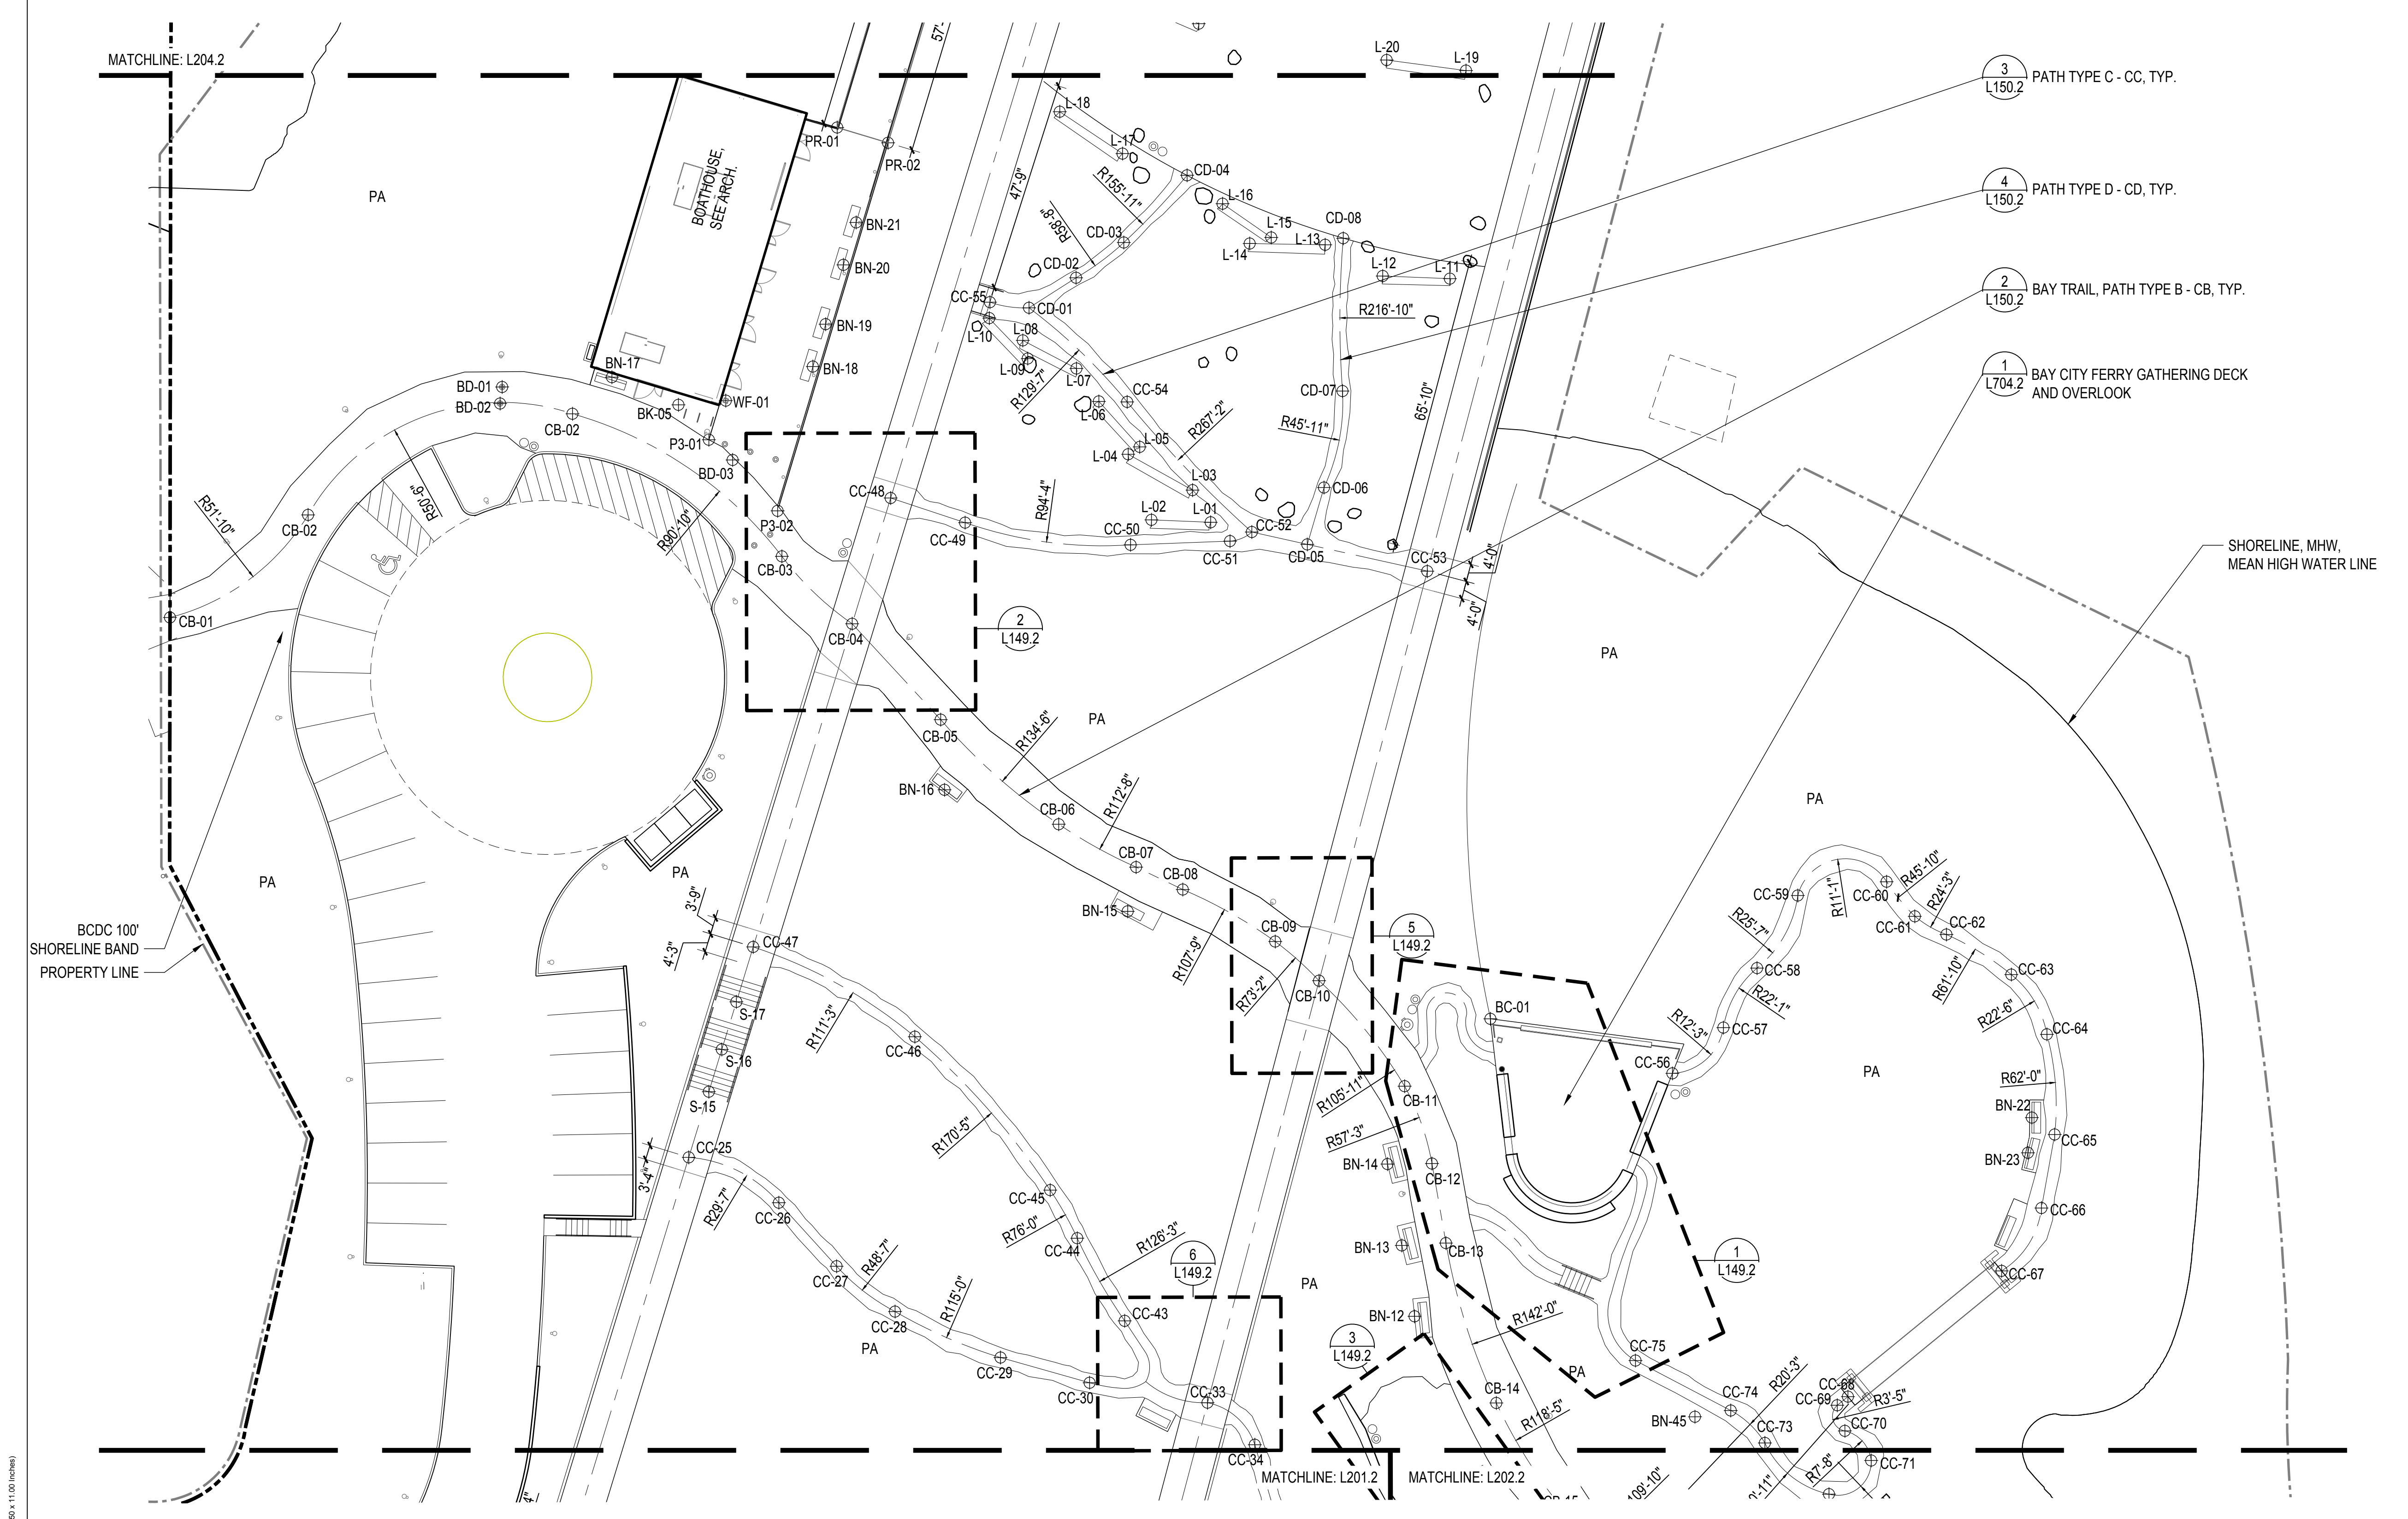 MATCHLINE: L204.2
57'-
L-20
L-19
3
L150.2
PATH TYPE C - CC, TYP.
L-18
PR-01
L-17
PR-02
CD-04
BOATHOUSE,
SEE ARCH.
47'-9"
R155'-11"
4
L150.2
PATH TYPE D - CD, TYP.
PA
L-16
BN-21
R58'-8"
CD-03
L-15
CD-08
L-13
L-14
BN-20
CD-02
L-12
L-11
2
L150.2
BAY TRAIL, PATH TYPE B - CB, TYP.
CC-55
CD-01
R216'-10"
BN-19
L-08
L-10
BN-17
BN-18
L-09
L-07
R129'-7"
1
L704.2
BAY CITY FERRY GATHERING DECK
AND OVERLOOK
BD-01
BD-02
CB-02
BK-05
WF-01
CC-54
L-06
CD-07
65'-10"
P3-01
R267'-2"
R45'-11"
L-05
L-04
BD-03
R50'-6"
CC-48
L-03
CD-06
R51'-10"
CB-02
R90'-10"
P3-02
R94'-4"
L-02
L-01
CC-52
CC-50
CC-49
CC-51
CD-05
CC-53
4'-0"
4'-0"
CB-03
SHORELINE, MHW,
MEAN HIGH WATER LINE
CB-01
CB-04
2
L149.2
PA
PA
CB-05
R134'-6"
BN-16
CB-06
R112'-8"
PA
CB-07
CB-08
PA
PA
3'-9"
BN-15
CC-59
R11'-1"
CC-60
R45'-10"
R24'-3"
CC-61
CC-62
BCDC 100'
SHORELINE BAND
PROPERTY LINE
4'-3"
CC-47
CB-09
5
L149.2
R25'-7"
R107'-9"
R73'-2"
CC-58
CC-63
R61'-10"
CB-10
S-17
R111'-3"
BC-01
R22'-1"
R22'-6"
R12'-3"
CC-57
CC-64
CC-46
S-16
CC-56
PA
R62'-0"
S-15
R105'-11"
CB-11
R170'-5"
R57'-3"
BN-22
CC-65
CC-25
3'-4"
BN-14
CB-12
BN-23
CC-45
R29'-7"
CC-26
R76'-0"
CC-44
R126'-3"
CC-66
6
L149.2
BN-13
CB-13
1
L149.2
CC-27
R48'-7"
CC-67
PA
R115'-0"
CC-28
CC-43
BN-12
R142'-0"
3
L149.2
PA
CC-29
CC-30
CC-33
CC-75
PA
R20'-3"
CC-68
CC-69
R3'-5"
CB-14
CC-74
BN-45
R118'-5"
CC-73
CC-70
CC-34
CC-71
R7'-8"
MATCHLINE: L201.2
MATCHLINE: L202.2
4"
109'-10"
'-11"
50 x 11.00 Inches)